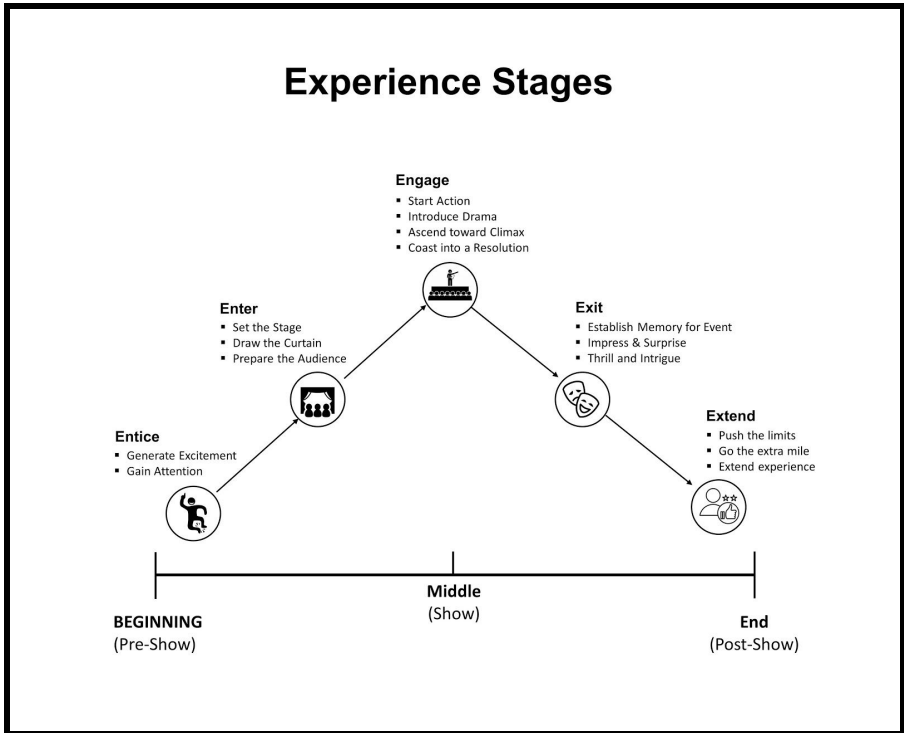 Experience Stages
Engage
▪ Start Action
▪ Introduce Drama
▪ Ascend toward Climax
▪ Coast into a Resolution
Enter
▪ Set the Stage
▪ Draw the Curtain
▪ Prepare the Audience
Exit
▪ Establish Memory for Event
▪ Impress & Surprise
▪ Thrill and Intrigue
Entice
▪ Generate Excitement
▪ Gain Attention
Extend
▪ Push the limits
▪ Go the extra mile
▪ Extend experience
BEGINNING
(Pre-Show)
Middle
(Show)
End
(Post-Show)